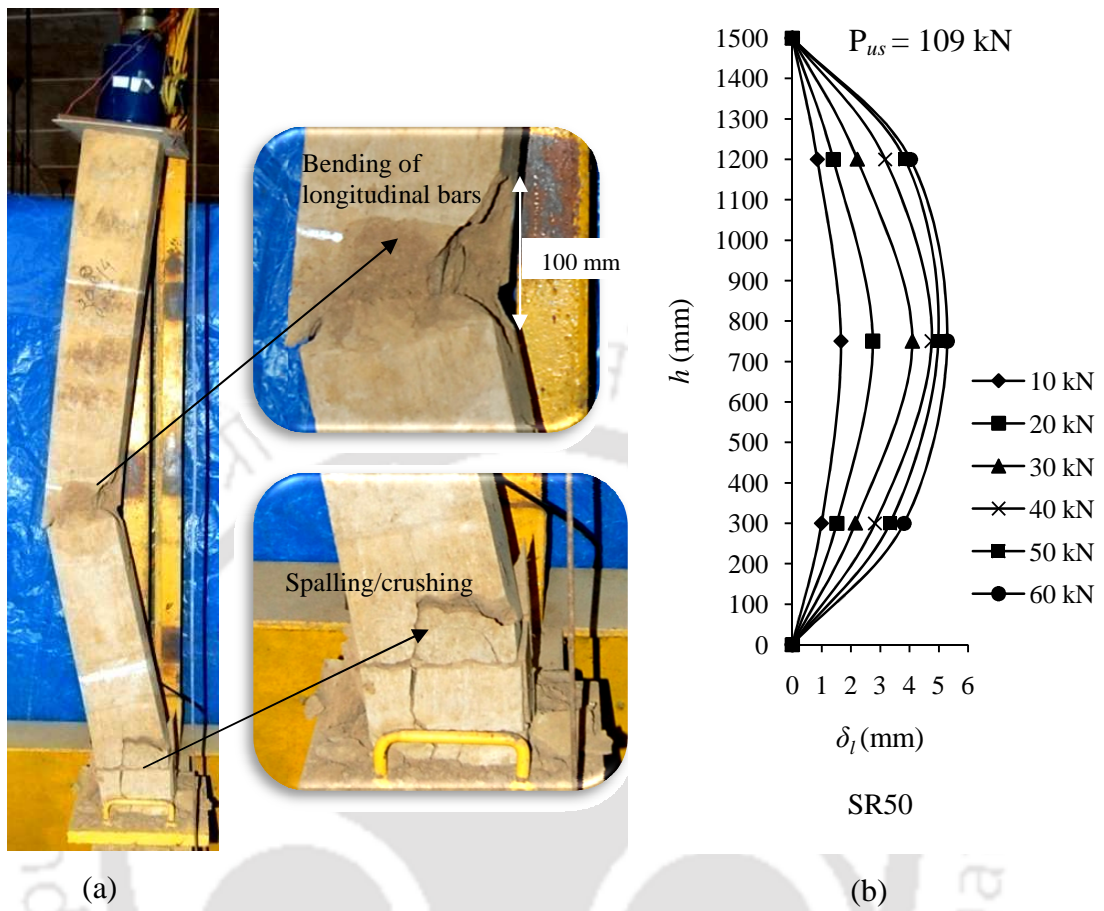 Bending of
longitudinal bars
100 mm
Spalling/crushing
(a)
P_us = 109 kN
h (mm)
1500
1400
1300
1200
1100
1000
900
800
700
600
500
400
300
200
100
0
0 1 2 3 4 5 6
δ_l (mm)
10 kN
20 kN
30 kN
40 kN
50 kN
60 kN
SR50
(b)